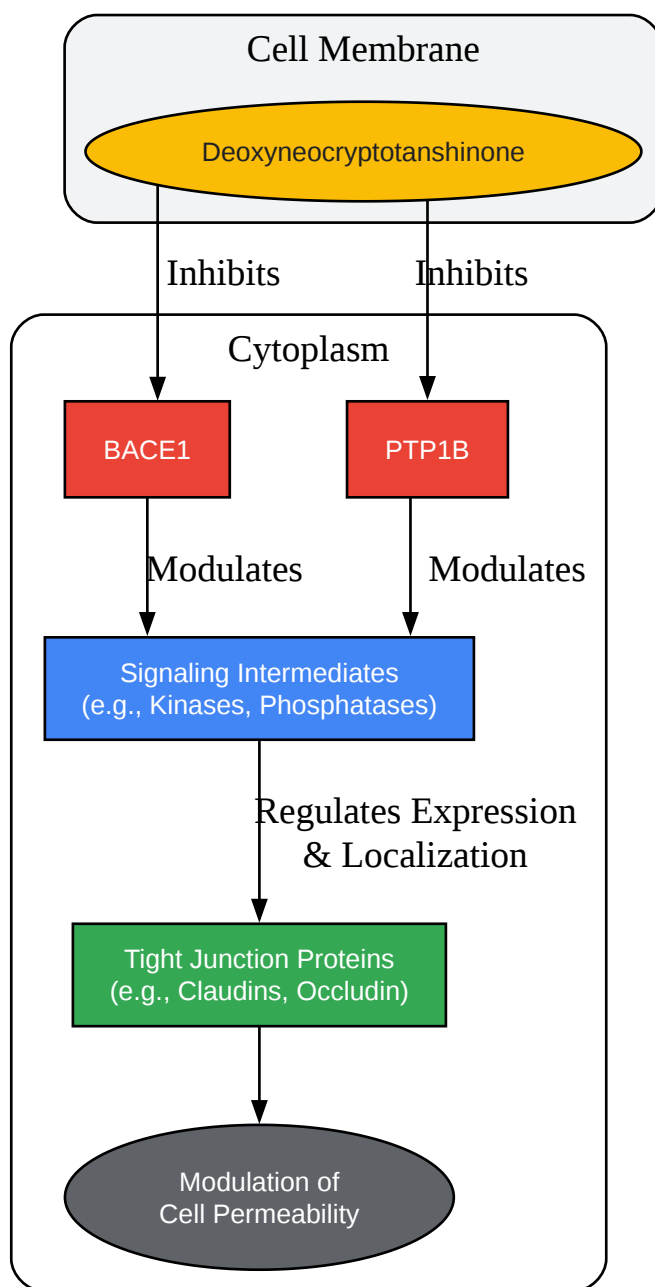 Cell Membrane
Deoxyneocryptotanshinone
Inhibits
Inhibits
Cytoplasm
BACE1
PTP1B
Modulates
Modulates
Signaling Intermediates
(e.g., Kinases, Phosphatases)
Regulates Expression
& Localization
Tight Junction Proteins
(e.g., Claudins, Occludin)
Modulation of
Cell Permeability